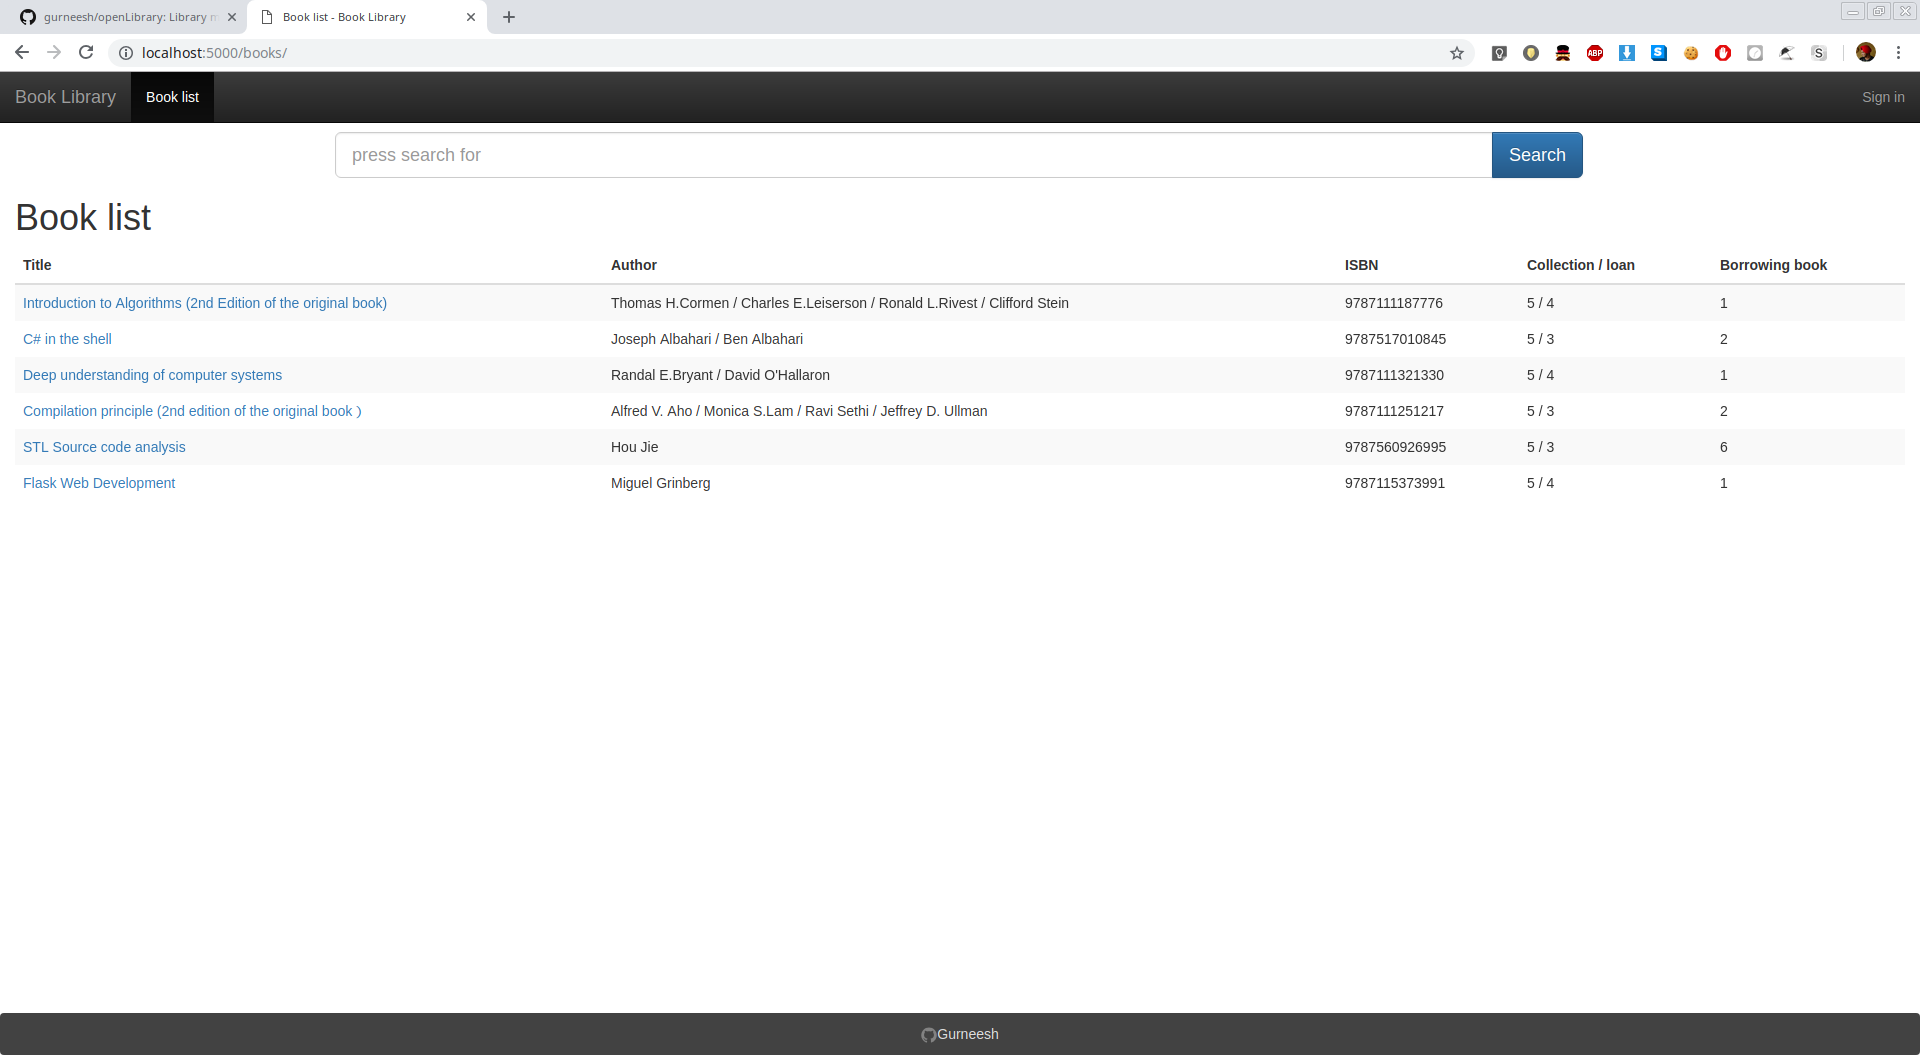 gurneesh/openLibrary: Library m
Book list - Book Library
localhost:5000/books/
ABP
S
S
Book Library
Book list
Sign in
press search for
Search
Book list
Title Author ISBN Collection / loan Borrowing book
Introduction to Algorithms (2nd Edition of the original book) Thomas H.Cormen / Charles E.Leiserson / Ronald L.Rivest / Clifford Stein 9787111187776 5 / 4 1
C# in the shell Joseph Albahari / Ben Albahari 9787517010845 5 / 3 2
Deep understanding of computer systems Randal E.Bryant / David O'Hallaron 9787111321330 5 / 4 1
Compilation principle (2nd edition of the original book ) Alfred V. Aho / Monica S.Lam / Ravi Sethi / Jeffrey D. Ullman 9787111251217 5 / 3 2
STL Source code analysis Hou Jie 9787560926995 5 / 3 6
Flask Web Development Miguel Grinberg 9787115373991 5 / 4 1
Gurneesh